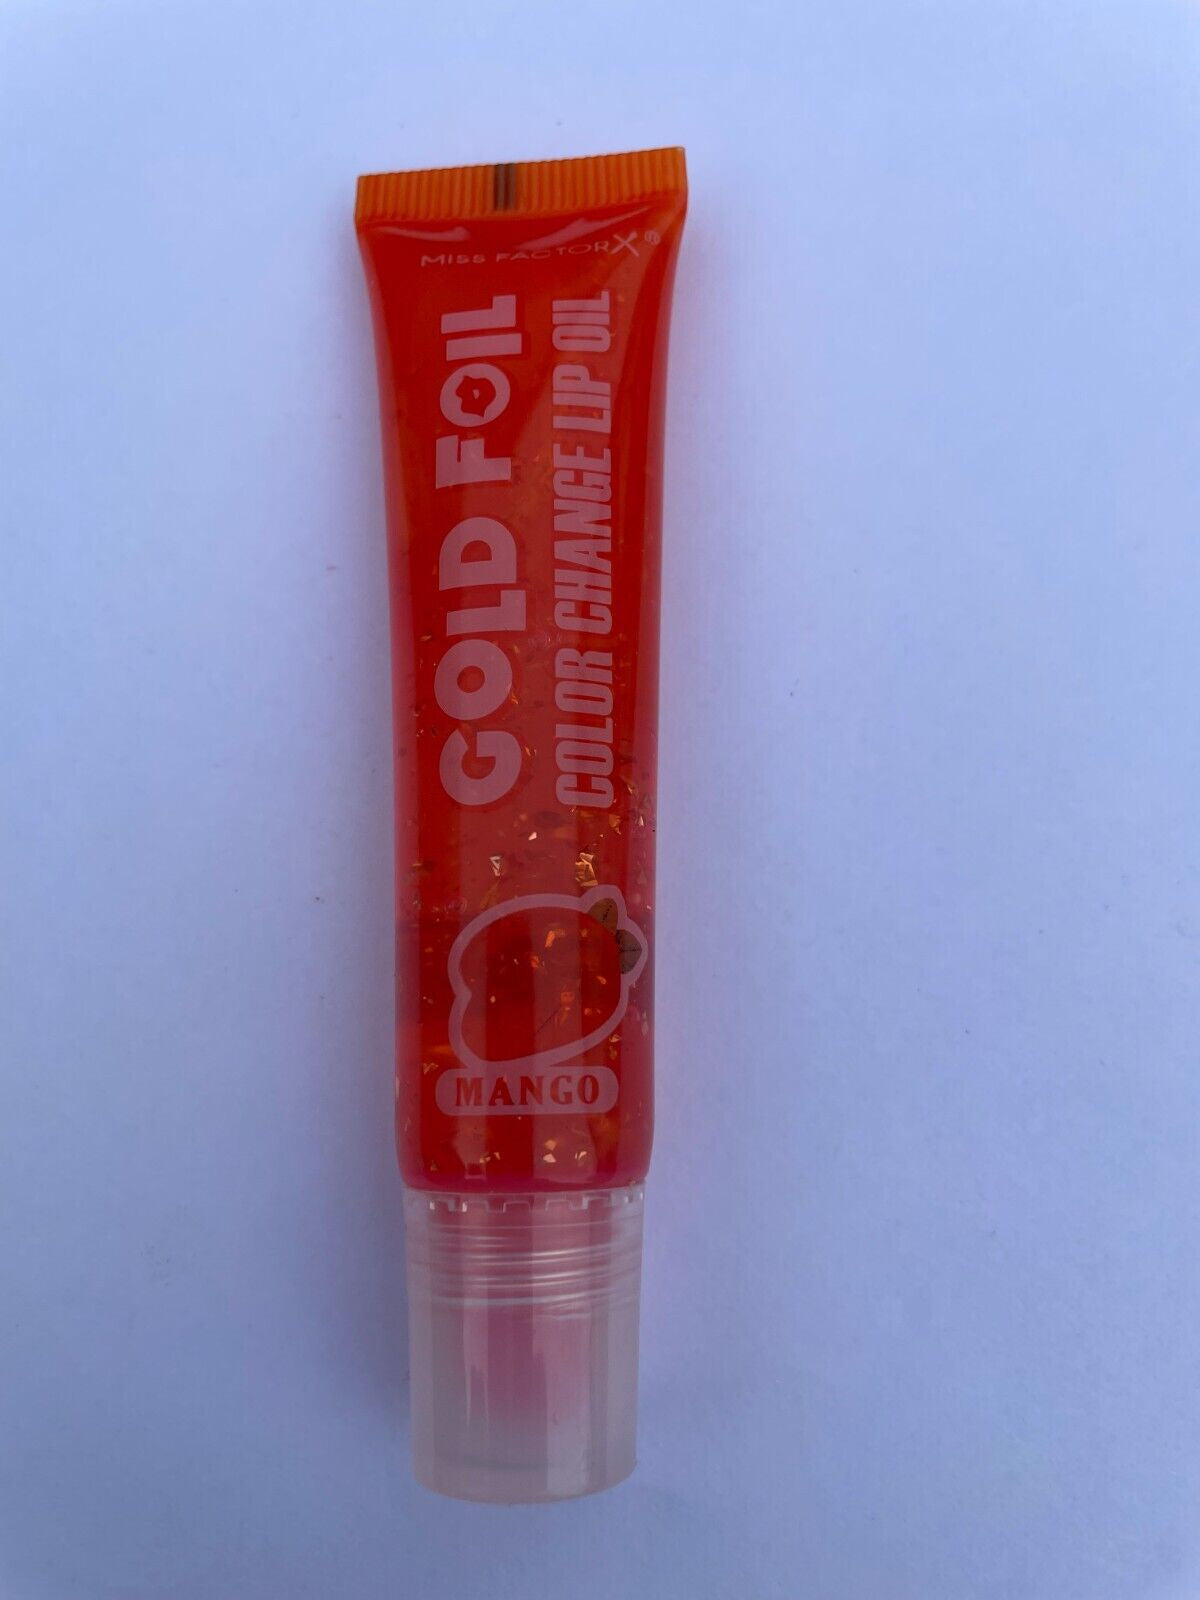 MISS FACTORX®
GOLD FOIL
COLOR CHANGE LIP OIL
MANGO